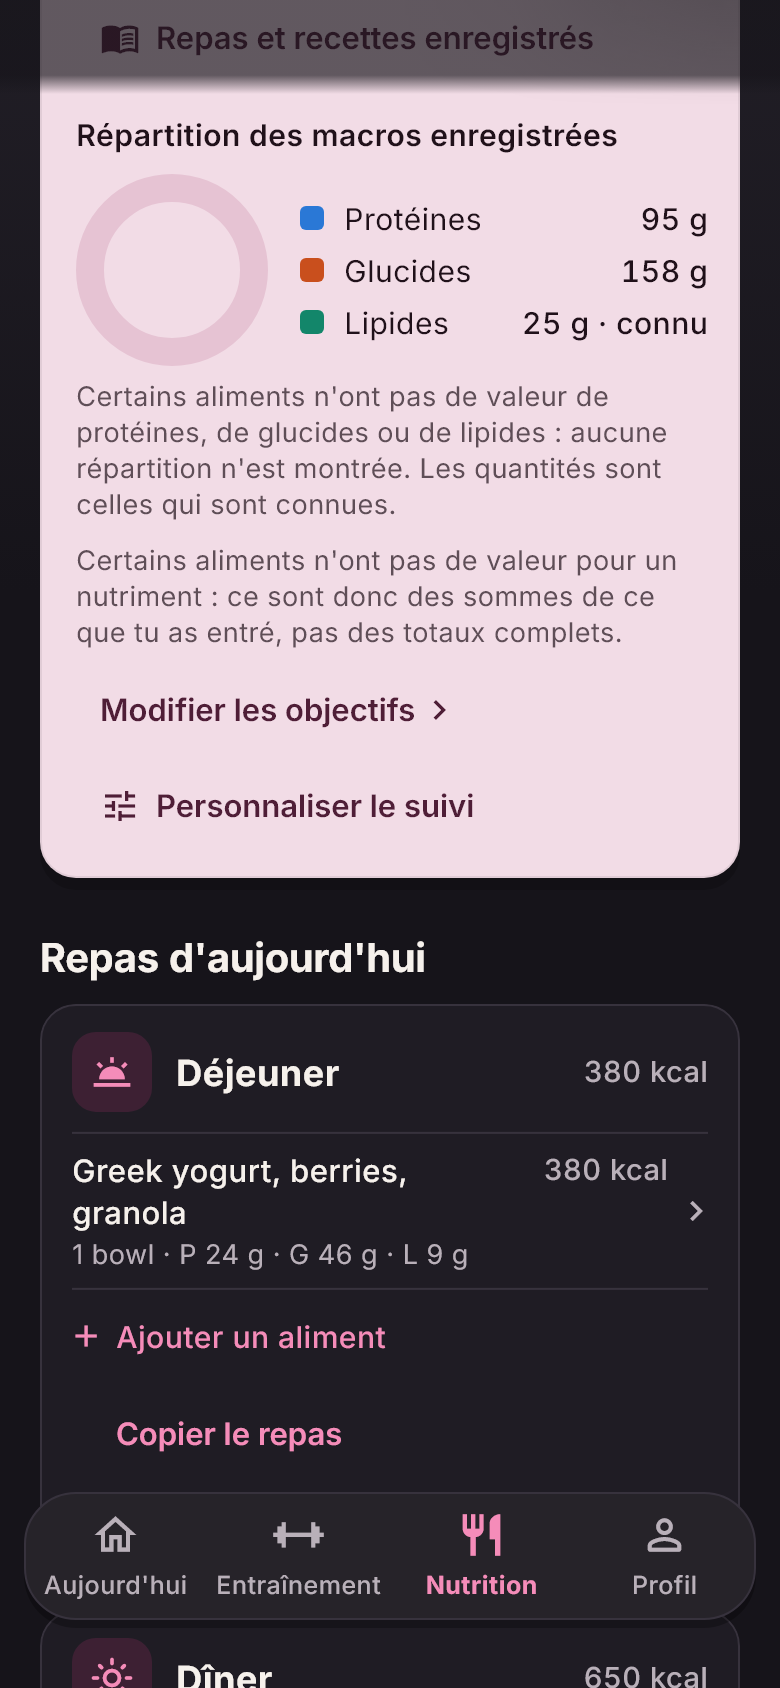 Repas et recettes enregistrés
Répartition des macros enregistrées
Protéines 95 g
Glucides 158 g
Lipides 25 g · connu
Certains aliments n'ont pas de valeur de
protéines, de glucides ou de lipides : aucune
répartition n'est montrée. Les quantités sont
celles qui sont connues.
Certains aliments n'ont pas de valeur pour un
nutriment : ce sont donc des sommes de ce
que tu as entré, pas des totaux complets.
Modifier les objectifs
Personnaliser le suivi
Repas d'aujourd'hui
Déjeuner 380 kcal
Greek yogurt, berries, 380 kcal
granola
1 bowl · P 24 g · G 46 g · L 9 g
+ Ajouter un aliment
Copier le repas
Aujourd'hui Entraînement Nutrition Profil
Dîner 650 kcal